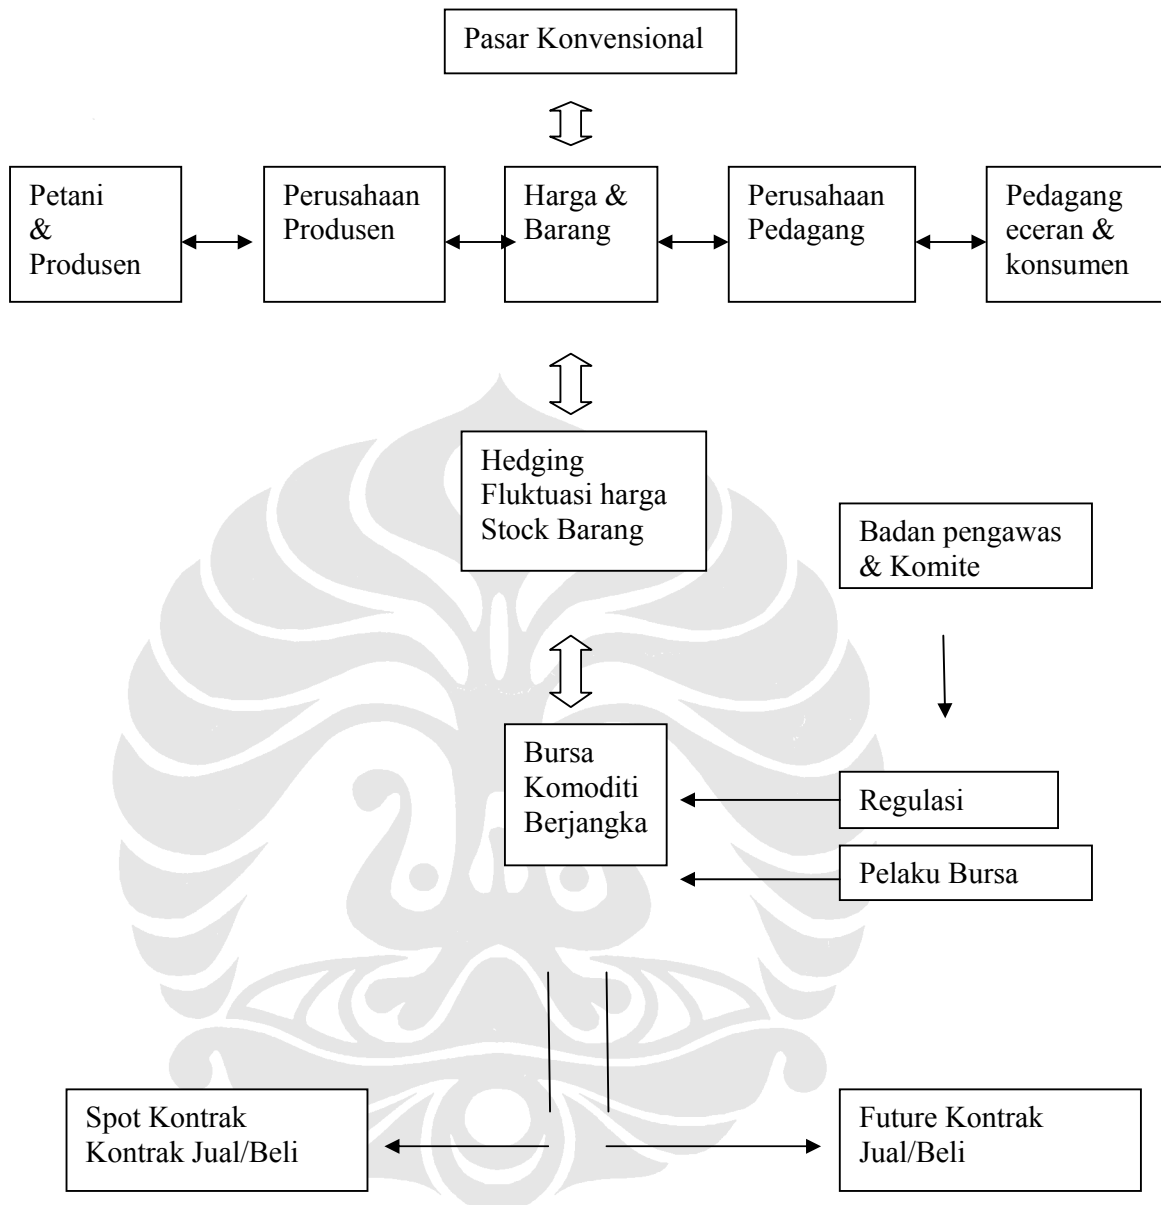 Pasar Konvensional
Petani
&
Produsen
Perusahaan
Produsen
Harga &
Barang
Perusahaan
Pedagang
Pedagang
eceran &
konsumen
Hedging
Fluktuasi harga
Stock Barang
Badan pengawas
& Komite
Bursa
Komoditi
Berjangka
Regulasi
Pelaku Bursa
Spot Kontrak
Kontrak Jual/Beli
Future Kontrak
Jual/Beli